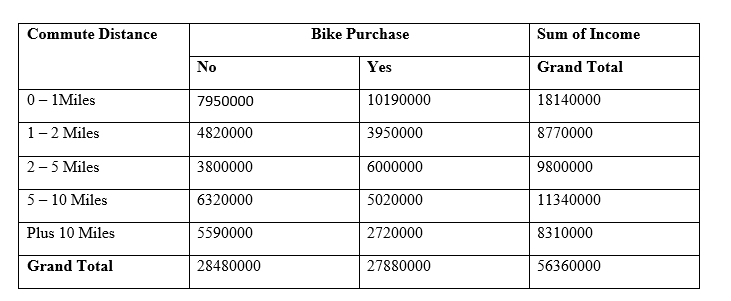 Commute Distance Bike Purchase Sum of Income
No Yes Grand Total
0 – 1Miles 7950000 10190000 18140000
1 – 2 Miles 4820000 3950000 8770000
2 – 5 Miles 3800000 6000000 9800000
5 – 10 Miles 6320000 5020000 11340000
Plus 10 Miles 5590000 2720000 8310000
Grand Total 28480000 27880000 56360000